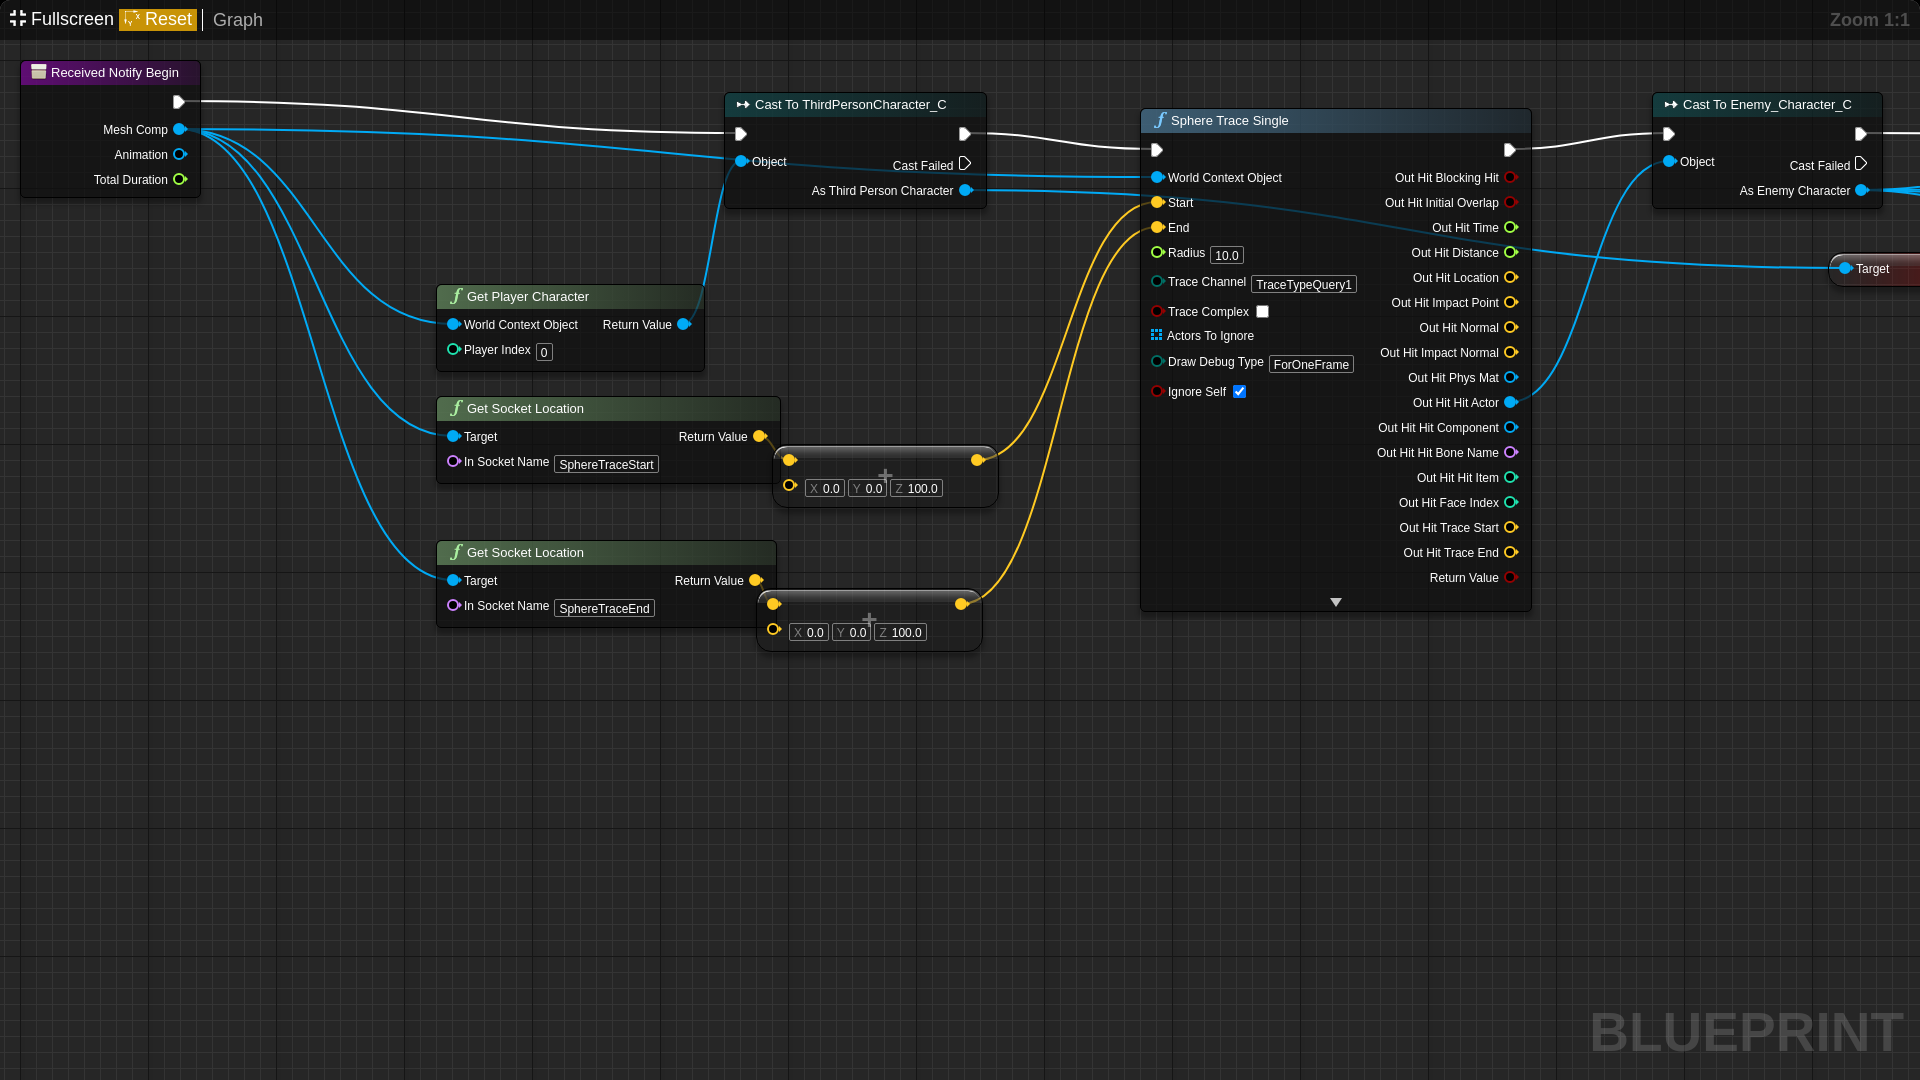 Fullscreen Reset Graph
Zoom 1:1
Received Notify Begin
Mesh Comp
Animation
Total Duration
Cast To ThirdPersonCharacter_C
Object
Cast Failed
As Third Person Character
Get Player Character
World Context Object Return Value
Player Index 0
Get Socket Location
Target Return Value
In Socket Name SphereTraceStart
X 0.0 Y 0.0 Z 100.0
Get Socket Location
Target Return Value
In Socket Name SphereTraceEnd
X 0.0 Y 0.0 Z 100.0
Sphere Trace Single
World Context Object
Start
End
Radius 10.0
Trace Channel TraceTypeQuery1
Trace Complex
Actors To Ignore
Draw Debug Type ForOneFrame
Ignore Self
Out Hit Blocking Hit
Out Hit Initial Overlap
Out Hit Time
Out Hit Distance
Out Hit Location
Out Hit Impact Point
Out Hit Normal
Out Hit Impact Normal
Out Hit Phys Mat
Out Hit Hit Actor
Out Hit Hit Component
Out Hit Hit Bone Name
Out Hit Hit Item
Out Hit Face Index
Out Hit Trace Start
Out Hit Trace End
Return Value
Cast To Enemy_Character_C
Object
Cast Failed
As Enemy Character
Target
BLUEPRINT